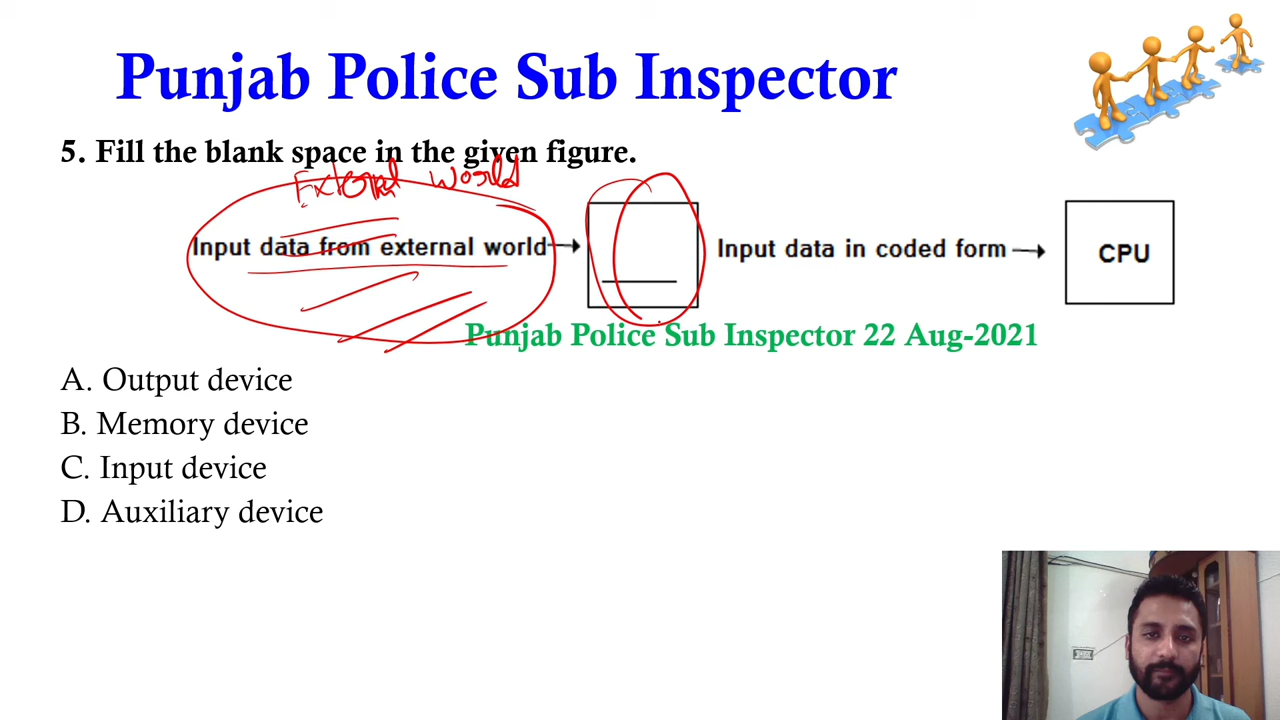 Punjab Police Sub Inspector
5. Fill the blank space in the given figure.
External World
Input data from external world
Input data in coded form
CPU
Punjab Police Sub Inspector 22 Aug-2021
A. Output device
B. Memory device
C. Input device
D. Auxiliary device